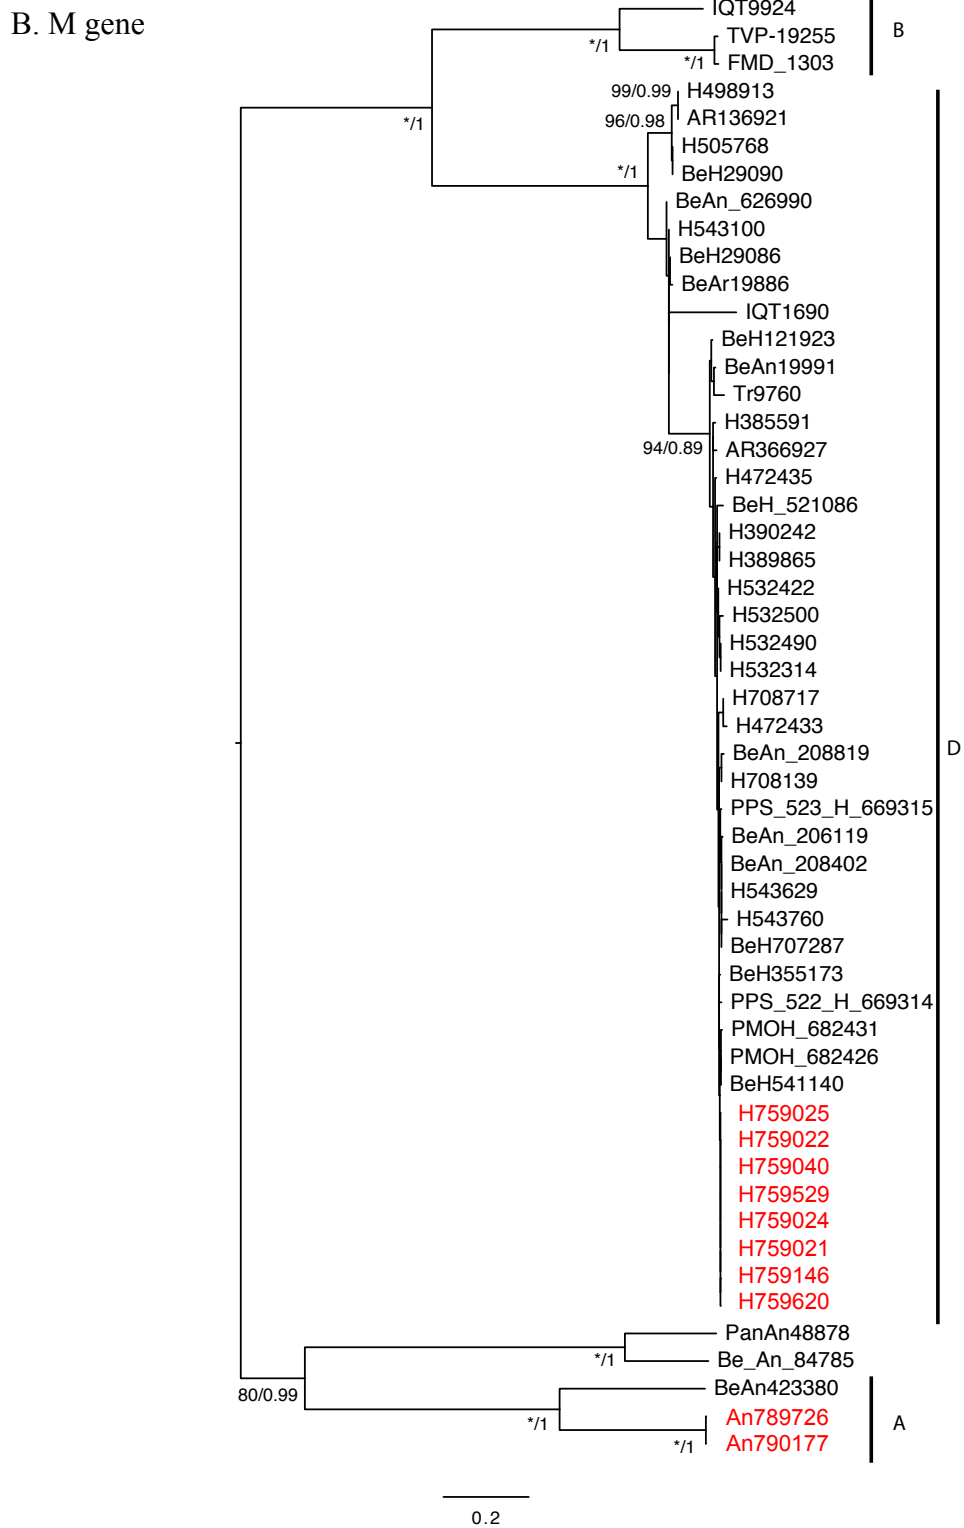 B. M gene
IQT9924
TVP-19255
FMD_1303
B
*/1
*/1
*/1
99/0.99
H498913
96/0.98
AR136921
H505768
*/1
BeH29090
BeAn_626990
H543100
BeH29086
BeAr19886
IQT1690
BeH121923
BeAn19991
Tr9760
H385591
94/0.89
AR366927
H472435
BeH_521086
H390242
H389865
H532422
H532500
H532490
H532314
H708717
H472433
BeAn_208819
D
H708139
PPS_523_H_669315
BeAn_206119
BeAn_208402
H543629
H543760
BeH707287
BeH355173
PPS_522_H_669314
PMOH_682431
PMOH_682426
BeH541140
H759025
H759022
H759040
H759529
H759024
H759021
H759146
H759620
PanAn48878
*/1
Be_An_84785
80/0.99
BeAn423380
*/1
An789726
A
*/1
An790177
0.2